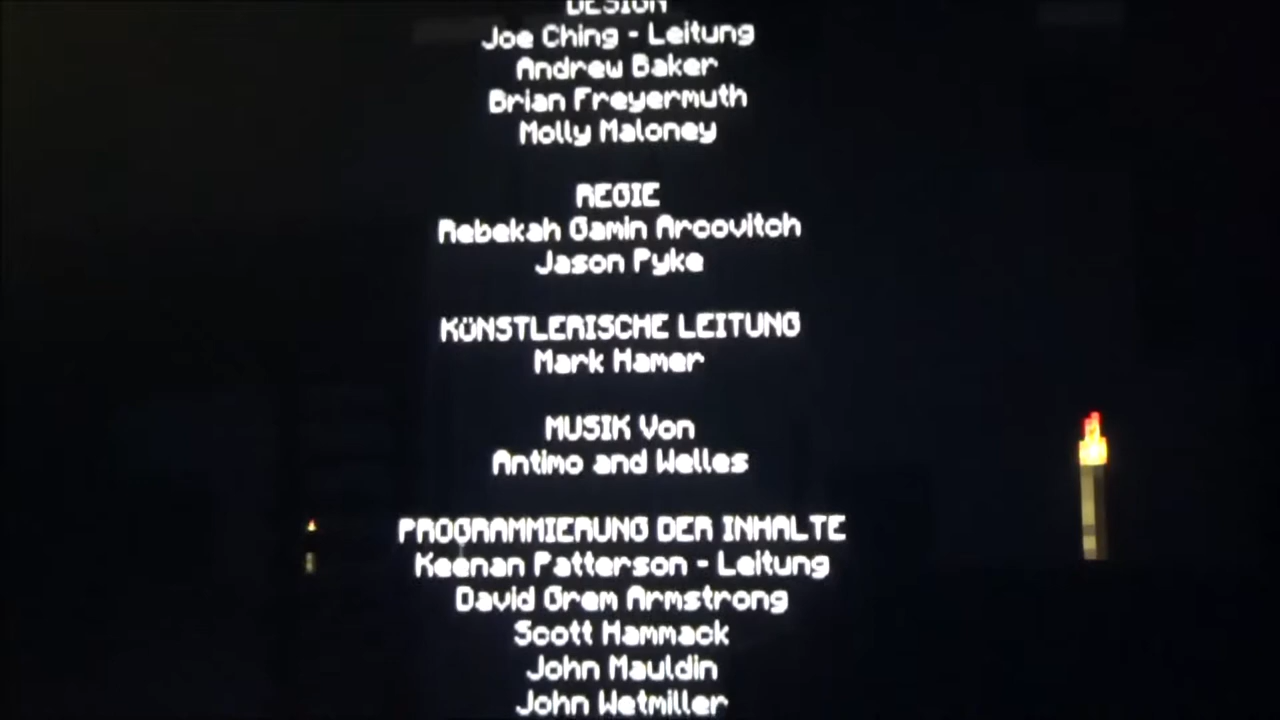 DESIGN
Joe Ching - Leitung
Andrew Baker
Brian Freyermuth
Molly Maloney
REGIE
Rebekah Gamin Arcovitch
Jason Pyke
KÜNSTLERISCHE LEITUNG
Mark Hamer
MUSIK Von
Antimo and Welles
PROGRAMMIERUNG DER INHALTE
Keenan Patterson - Leitung
David Grem Armstrong
Scott Hammack
John Mauldin
John Wetmiller